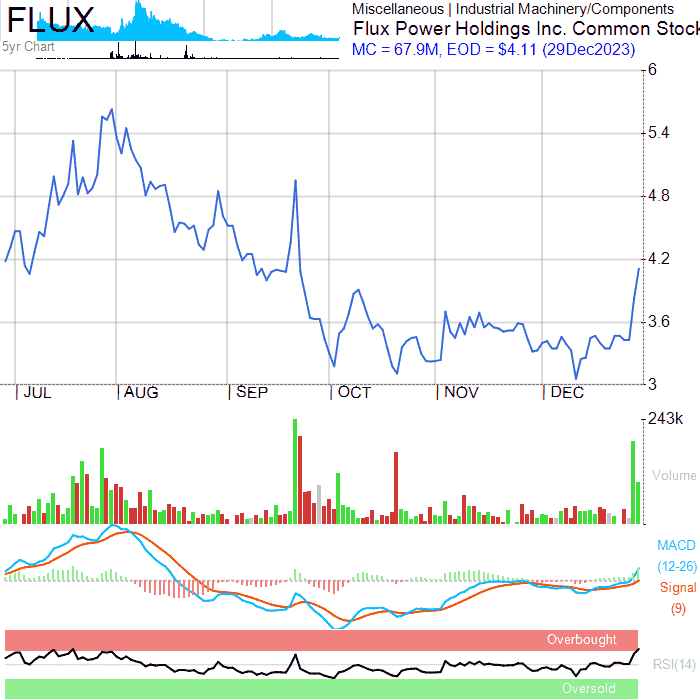 FLUX
5yr Chart
Miscellaneous | Industrial Machinery/Components
Flux Power Holdings Inc. Common Stock
MC = 67.9M, EOD = $4.11 (29Dec2023)
6
5.4
4.8
4.2
3.6
3
JUL AUG SEP OCT NOV DEC
243k
Volume
MACD
(12-26)
Signal
(9)
Overbought
RSI(14)
Oversold